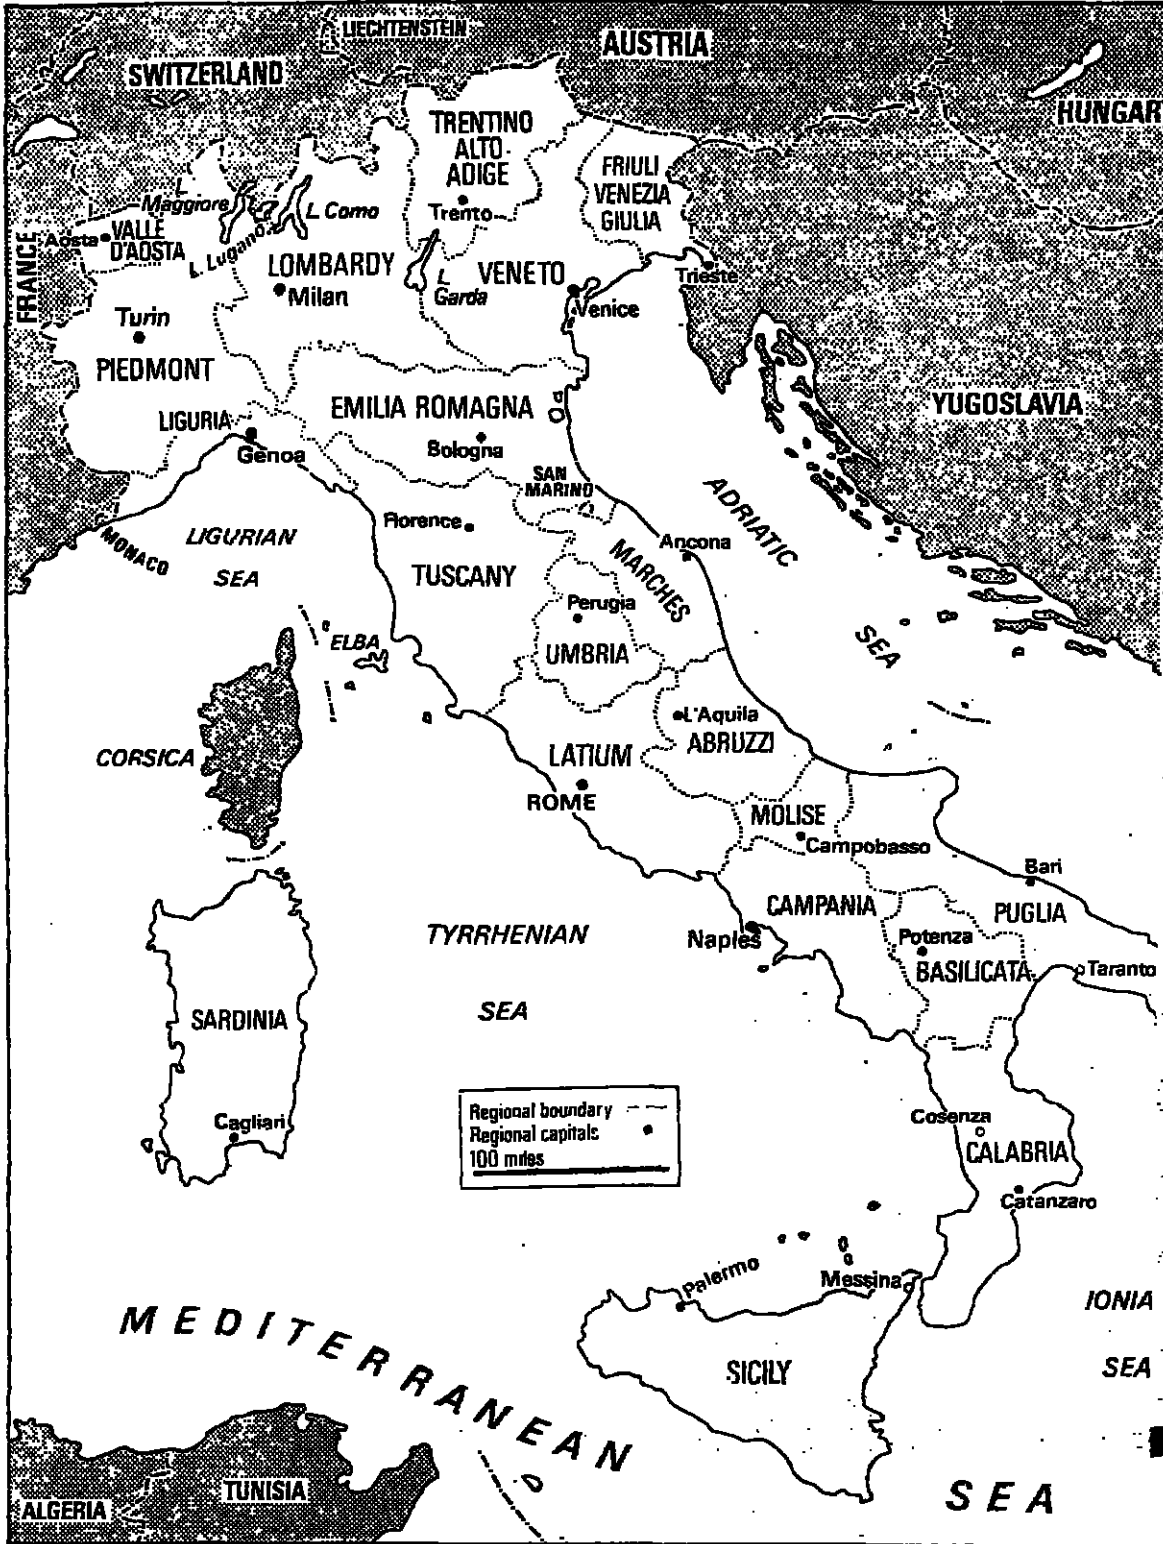 LIECHTENSTEIN
AUSTRIA
SWITZERLAND
HUNGAR
TRENTINO
ALTO-
ADIGE
Trento
FRIULI
VENEZIA
GIULIA
L.
Maggiore
L. Como
Aosta
VALLE
D'AOSTA
L. Lugano
FRANCE
LOMBARDY
Milan
L.
Garda
VENETO
Venice
Trieste
Turin
PIEDMONT
EMILIA ROMAGNA
Bologna
YUGOSLAVIA
LIGURIA
Genoa
SAN
MARINO
ADRIATIC
SEA
MONACO
LIGURIAN
SEA
Florence
TUSCANY
Ancona
MARCHES
Perugia
UMBRIA
ELBA
L'Aquila
ABRUZZI
CORSICA
LATIUM
ROME
MOLISE
Campobasso
Bari
CAMPANIA
PUGLIA
Naples
Potenza
BASILICATA
Taranto
TYRRHENIAN
SEA
SARDINIA
Cagliari
Regional boundary
Regional capitals
100 miles
Cosenza
CALABRIA
Catanzaro
Palermo
Messina
IONIA
SEA
SICILY
MEDITERRANEAN
SEA
TUNISIA
ALGERIA